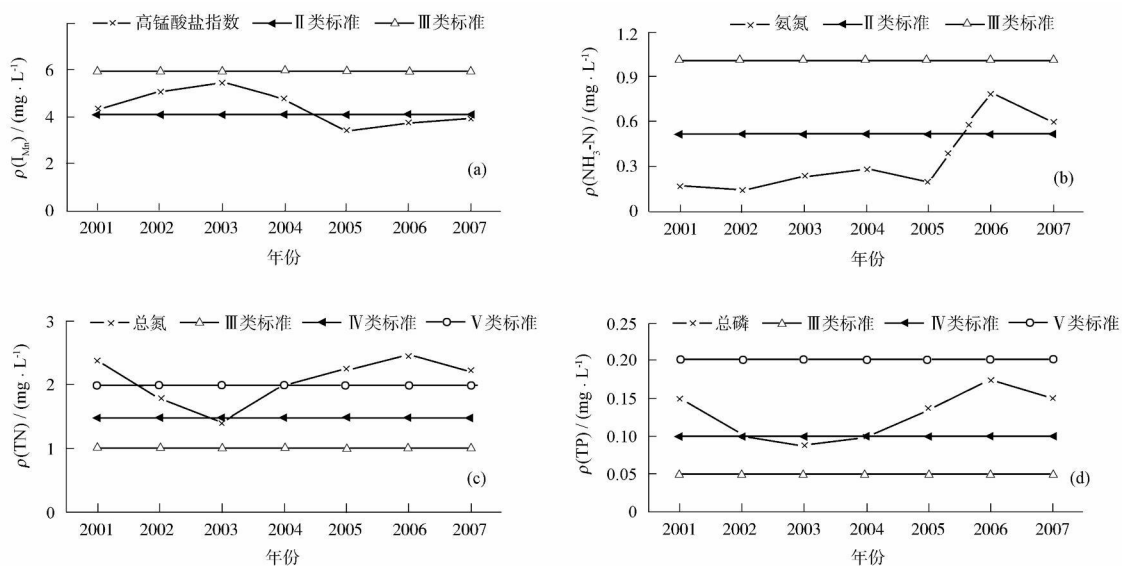 高锰酸盐指数 Ⅱ类标准 Ⅲ类标准
ρ(I_Mn) / (mg · L⁻¹)
8
6
4
2
0
(a)
2001 2002 2003 2004 2005 2006 2007
年份
氨氮 Ⅱ类标准 Ⅲ类标准
ρ(NH₃-N) / (mg · L⁻¹)
1.2
0.9
0.6
0.3
0
(b)
2001 2002 2003 2004 2005 2006 2007
年份
总氮 Ⅲ类标准 Ⅳ类标准 Ⅴ类标准
ρ(TN) / (mg · L⁻¹)
3
2
1
0
(c)
2001 2002 2003 2004 2005 2006 2007
年份
总磷 Ⅲ类标准 Ⅳ类标准 Ⅴ类标准
ρ(TP) / (mg · L⁻¹)
0.25
0.20
0.15
0.10
0.05
0
(d)
2001 2002 2003 2004 2005 2006 2007
年份